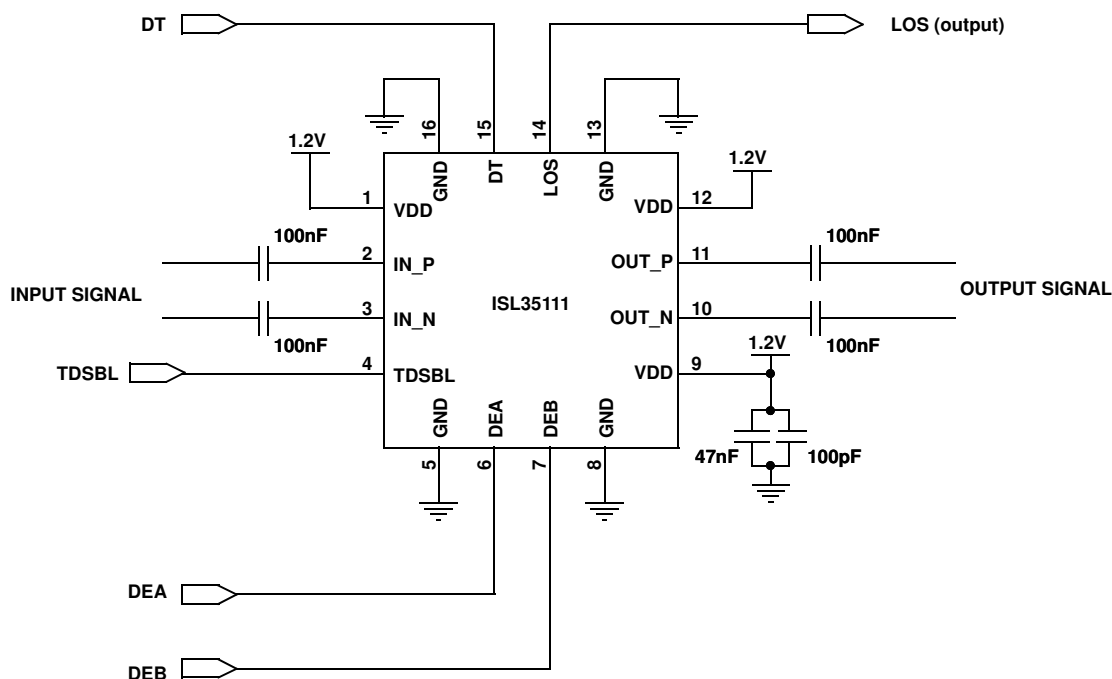 DT
LOS (output)
16
15
14
13
1.2V
1.2V
GND
DT
LOS
GND
1
VDD
VDD
12
100nF
100nF
2
IN_P
OUT_P
11
INPUT SIGNAL
ISL35111
OUTPUT SIGNAL
3
IN_N
OUT_N
10
100nF
100nF
1.2V
TDSBL
4
TDSBL
VDD
9
GND
DEA
DEB
GND
47nF
100pF
5
6
7
8
DEA
DEB